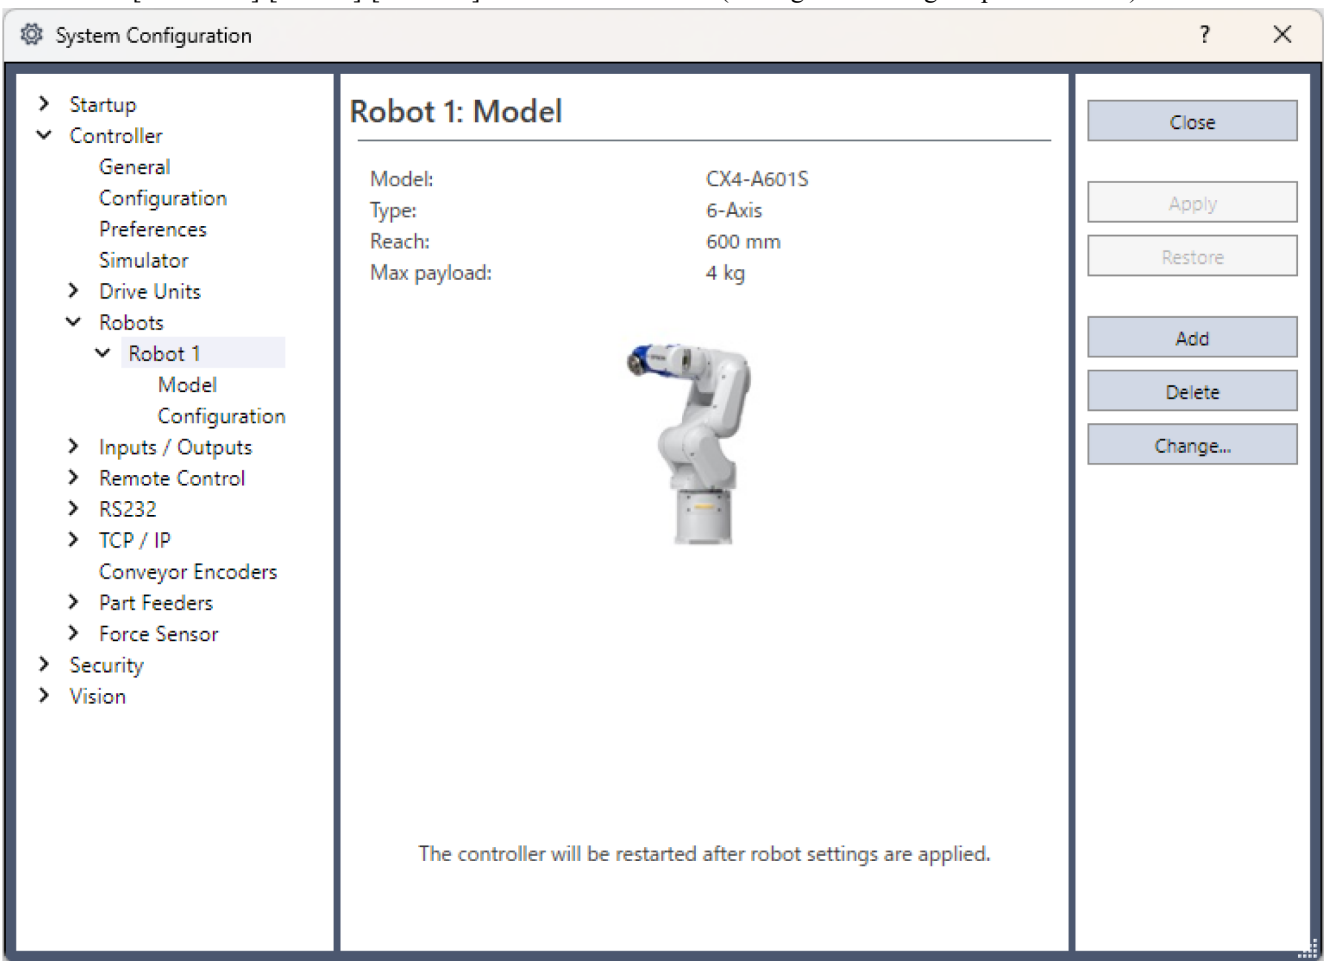 System Configuration
?
Startup
Controller
General
Configuration
Preferences
Simulator
Drive Units
Robots
Robot 1
Model
Configuration
Inputs / Outputs
Remote Control
RS232
TCP / IP
Conveyor Encoders
Part Feeders
Force Sensor
Security
Vision
Robot 1: Model
Model: CX4-A601S
Type: 6-Axis
Reach: 600 mm
Max payload: 4 kg
The controller will be restarted after robot settings are applied.
Close
Apply
Restore
Add
Delete
Change...